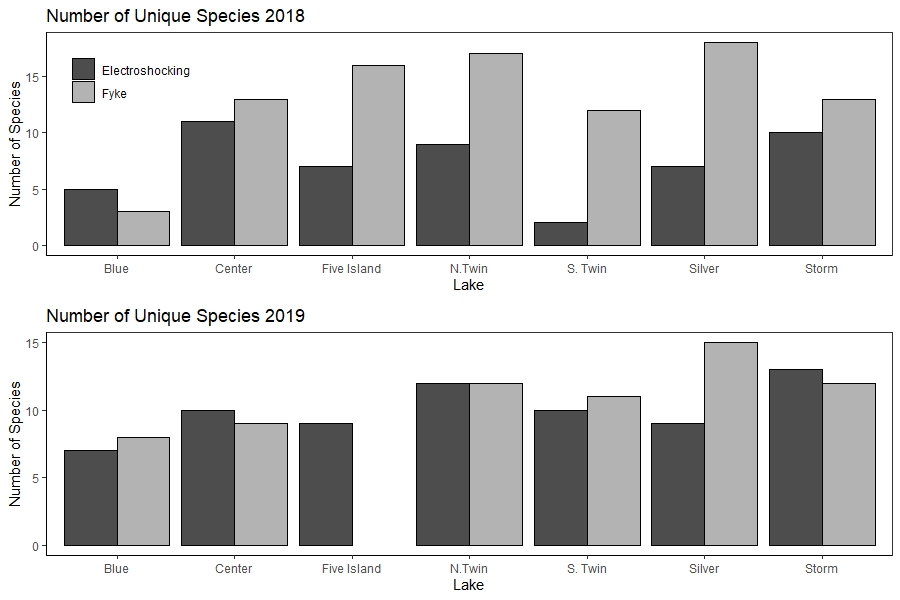 Number of Unique Species 2018
Number of Species
15
10
5
0
Electroshocking
Fyke
Blue Center Five Island N.Twin S. Twin Silver Storm
Lake
Number of Unique Species 2019
Number of Species
15
10
5
0
Blue Center Five Island N.Twin S. Twin Silver Storm
Lake